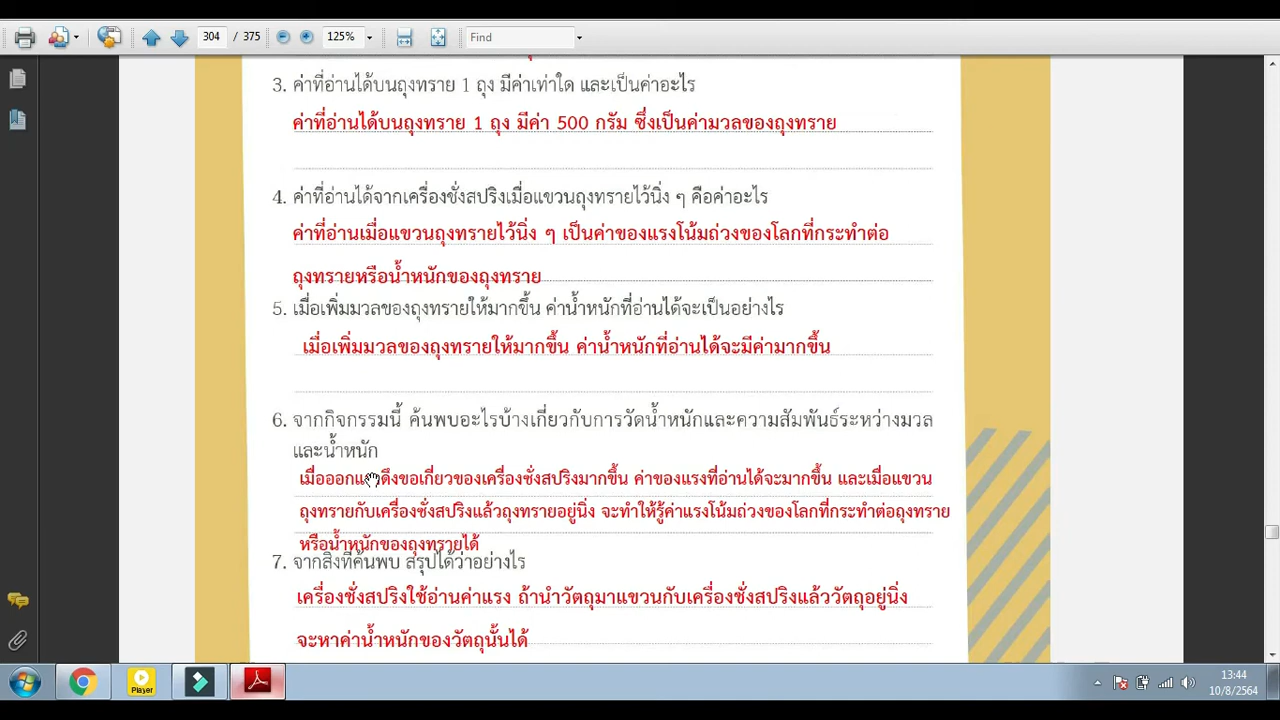 304 / 375 125% Find
3. ค่าที่อ่านได้บนถุงทราย 1 ถุง มีค่าเท่าใด และเป็นค่าอะไร
ค่าที่อ่านได้บนถุงทราย 1 ถุง มีค่า 500 กรัม ซึ่งเป็นค่ามวลของถุงทราย
4. ค่าที่อ่านได้จากเครื่องชั่งสปริงเมื่อแขวนถุงทรายไว้นิ่ง ๆ คือค่าอะไร
ค่าที่อ่านเมื่อแขวนถุงทรายไว้นิ่ง ๆ เป็นค่าของแรงโน้มถ่วงของโลกที่กระทำต่อ
ถุงทรายหรือน้ำหนักของถุงทราย
5. เมื่อเพิ่มมวลของถุงทรายให้มากขึ้น ค่าน้ำหนักที่อ่านได้จะเป็นอย่างไร
เมื่อเพิ่มมวลของถุงทรายให้มากขึ้น ค่าน้ำหนักที่อ่านได้จะมีค่ามากขึ้น
6. จากกิจกรรมนี้ ค้นพบอะไรบ้างเกี่ยวกับการวัดน้ำหนักและความสัมพันธ์ระหว่างมวล
และน้ำหนัก
เมื่อออกแรงดึงขอเกี่ยวของเครื่องชั่งสปริงมากขึ้น ค่าของแรงที่อ่านได้จะมากขึ้น และเมื่อแขวน
ถุงทรายกับเครื่องชั่งสปริงแล้วถุงทรายอยู่นิ่ง จะทำให้รู้ค่าแรงโน้มถ่วงของโลกที่กระทำต่อถุงทราย
หรือน้ำหนักของถุงทรายได้
7. จากสิ่งที่ค้นพบ สรุปได้ว่าอย่างไร
เครื่องชั่งสปริงใช้อ่านค่าแรง ถ้านำวัตถุมาแขวนกับเครื่องชั่งสปริงแล้ววัตถุอยู่นิ่ง
จะหาค่าน้ำหนักของวัตถุนั้นได้
Player
13:44
10/8/2564